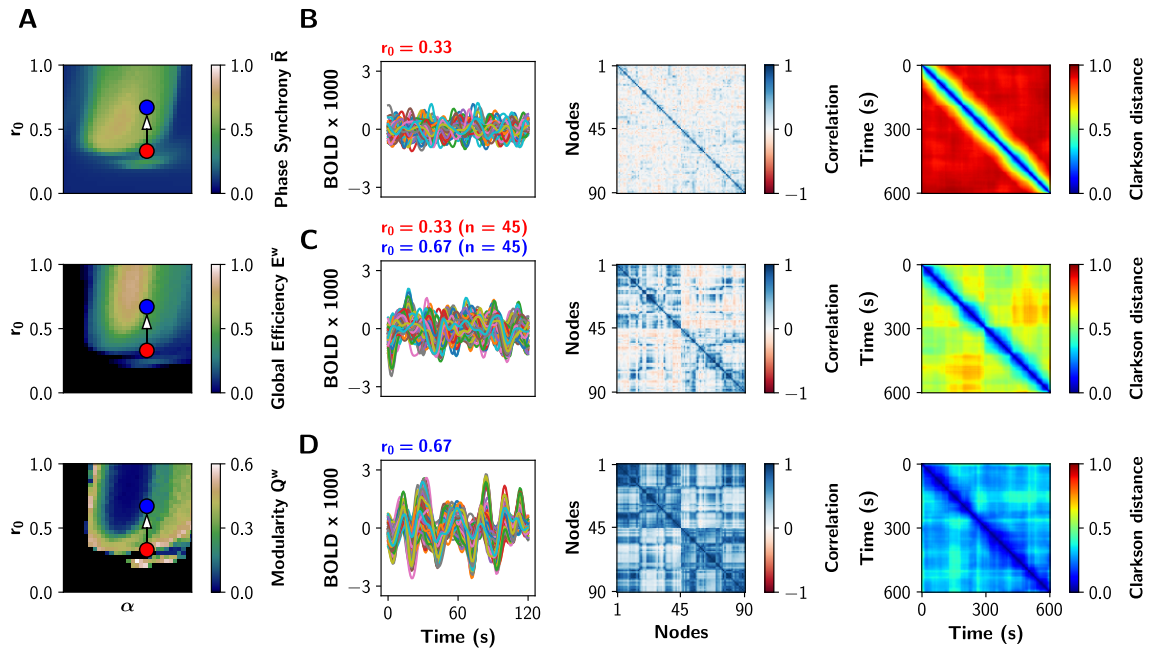 A
1.0
0.5
0.0
r0
1.0
0.5
0.0
Phase Synchrony R̄
B
r0 = 0.33
3
0
−3
BOLD x 1000
0
60
120
1
45
90
Nodes
1
0
−1
Correlation
0
300
600
Time (s)
1.0
0.5
0.0
Clarkson distance
1.0
0.5
0.0
r0
1.0
0.5
0.0
Global Efficiency Eʷ
C
r0 = 0.33 (n = 45)
r0 = 0.67 (n = 45)
3
0
−3
BOLD x 1000
1
45
90
Nodes
1
0
−1
Correlation
0
300
600
Time (s)
1.0
0.5
0.0
Clarkson distance
1.0
0.5
0.0
r0
α
0.6
0.3
0.0
Modularity Qʷ
D
r0 = 0.67
3
0
−3
BOLD x 1000
0 60 120
Time (s)
1
45
90
Nodes
1 45 90
Nodes
1
0
−1
Correlation
0
300
600
Time (s)
0 300 600
Time (s)
1.0
0.5
0.0
Clarkson distance